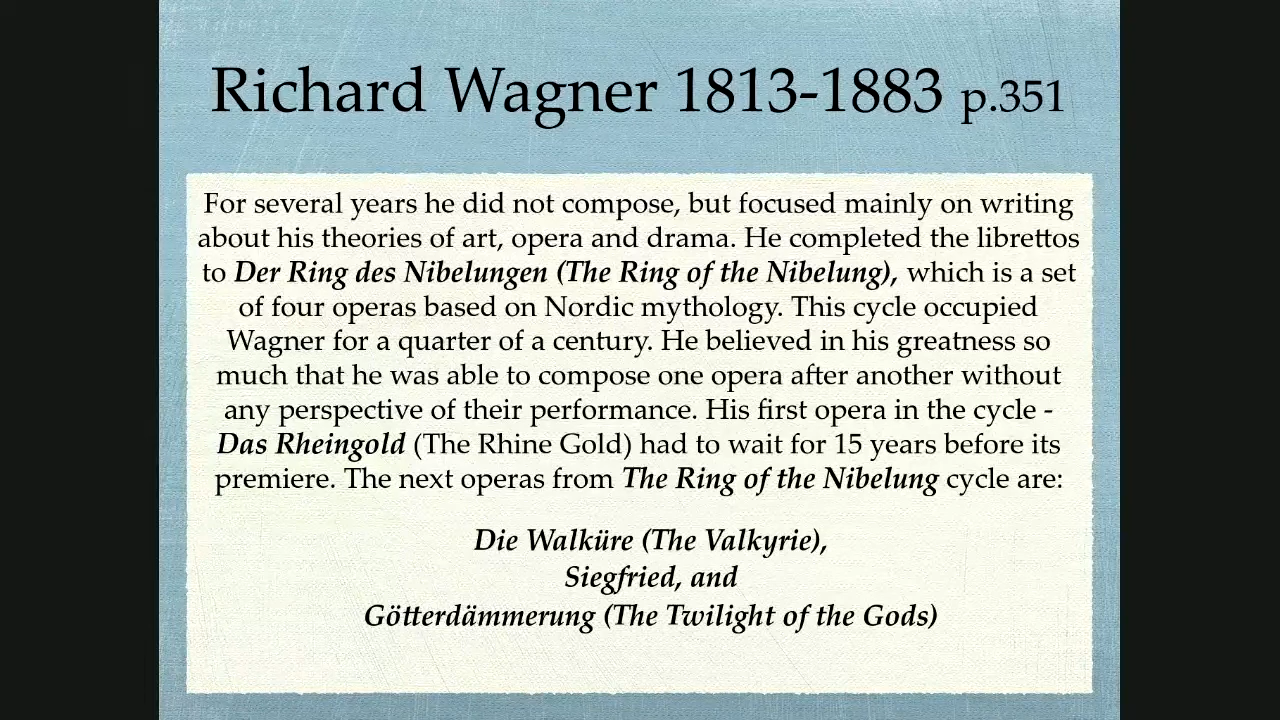 Richard Wagner 1813-1883 p.351
For several years he did not compose, but focused mainly on writing
about his theories of art, opera and drama. He completed the librettos
to Der Ring des Nibelungen (The Ring of the Nibelung), which is a set
of four operas based on Nordic mythology. This cycle occupied
Wagner for a quarter of a century. He believed in his greatness so
much that he was able to compose one opera after another without
any perspective of their performance. His first opera in the cycle -
Das Rheingold (The Rhine Gold) had to wait for 15 years before its
premiere. The next operas from The Ring of the Nibelung cycle are:
Die Walküre (The Valkyrie),
Siegfried, and
Götterdämmerung (The Twilight of the Gods)